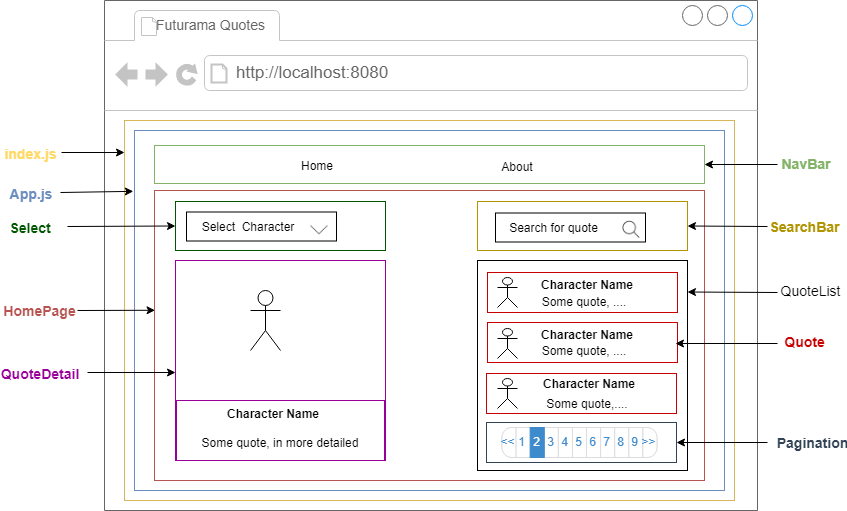 Futurama Quotes
http://localhost:8080
index.js
Home
About
NavBar
App.js
Select
Select Character
Search for quote
SearchBar
Character Name
Some quote, ....
QuoteList
HomePage
Character Name
Some quote, ....
Quote
QuoteDetail
Character Name
Some quote,....
Character Name
Some quote, in more detailed
<< 1 2 3 4 5 6 7 8 9 >>
Pagination